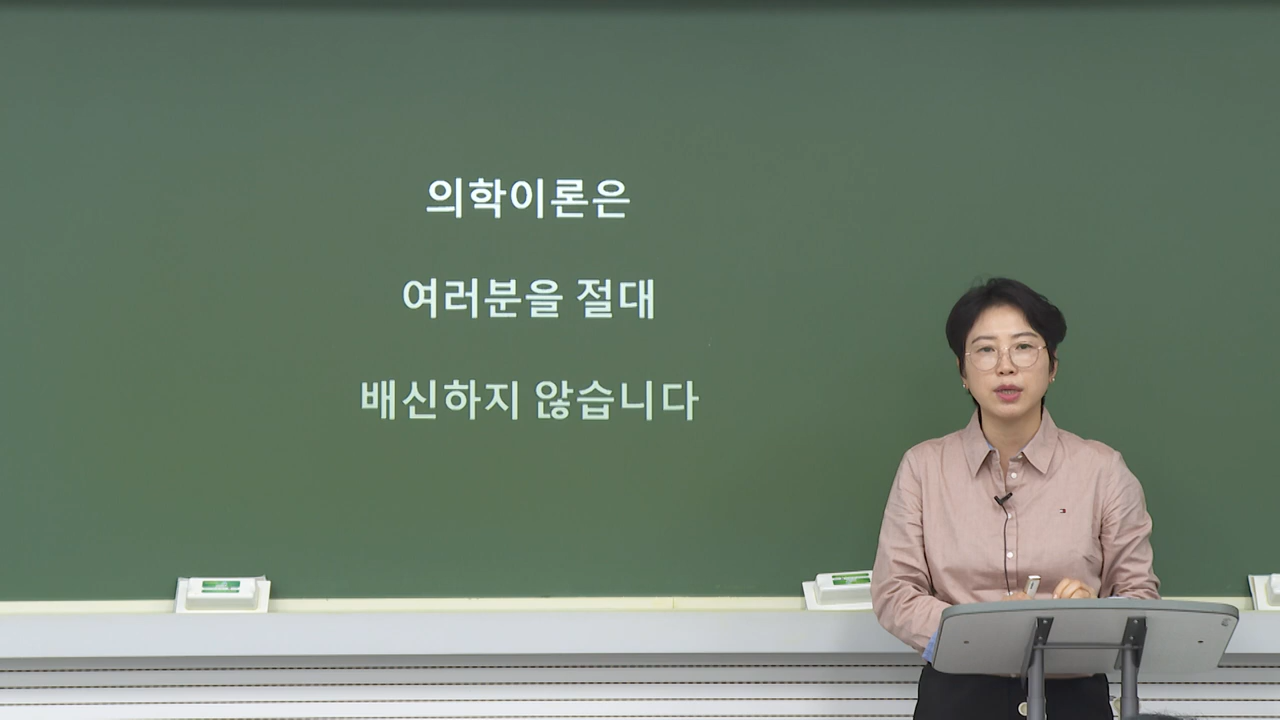 의학이론은
여러분을 절대
배신하지 않습니다